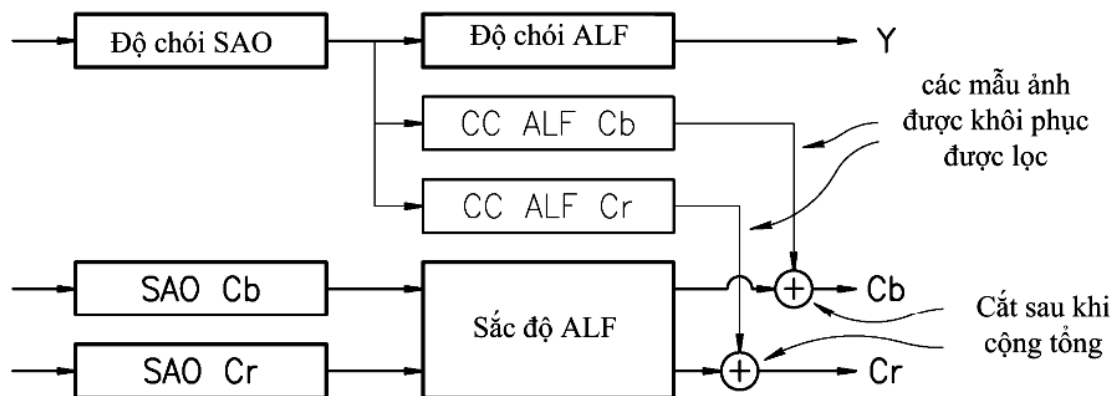 Độ chói SAO
Độ chói ALF
Y
CC ALF Cb
CC ALF Cr
các mẫu ảnh
được khôi phục
được lọc
SAO Cb
SAO Cr
Sắc độ ALF
Cb
Cr
Cắt sau khi
cộng tổng